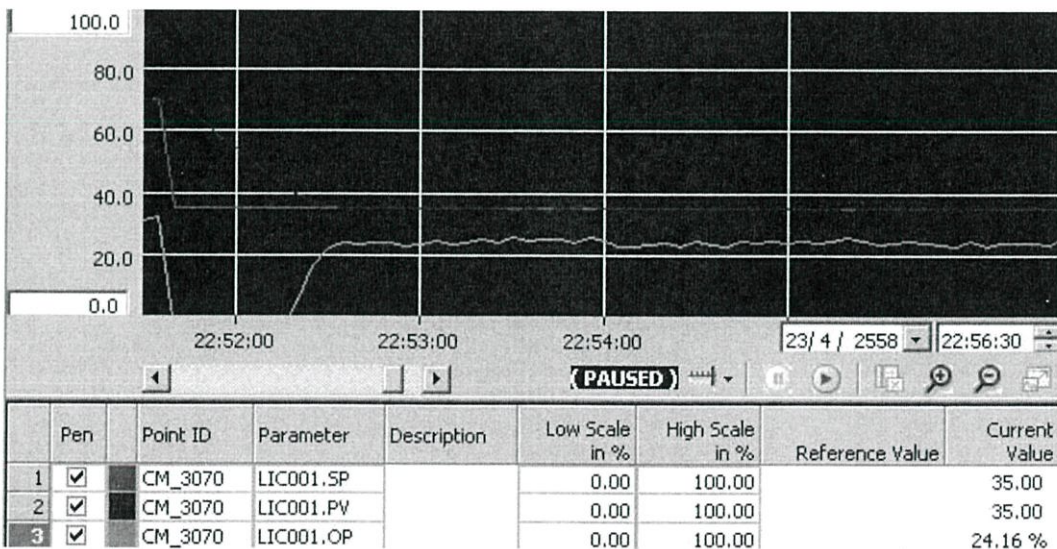 100.0
80.0
60.0
40.0
20.0
0.0
22:52:00 22:53:00 22:54:00 23/ 4 / 2558 22:56:30
(PAUSED)
Pen Point ID Parameter Description Low Scale in % High Scale in % Reference Value Current Value
1 CM_3070 LIC001.SP 0.00 100.00 35.00
2 CM_3070 LIC001.PV 0.00 100.00 35.00
3 CM_3070 LIC001.OP 0.00 100.00 24.16 %